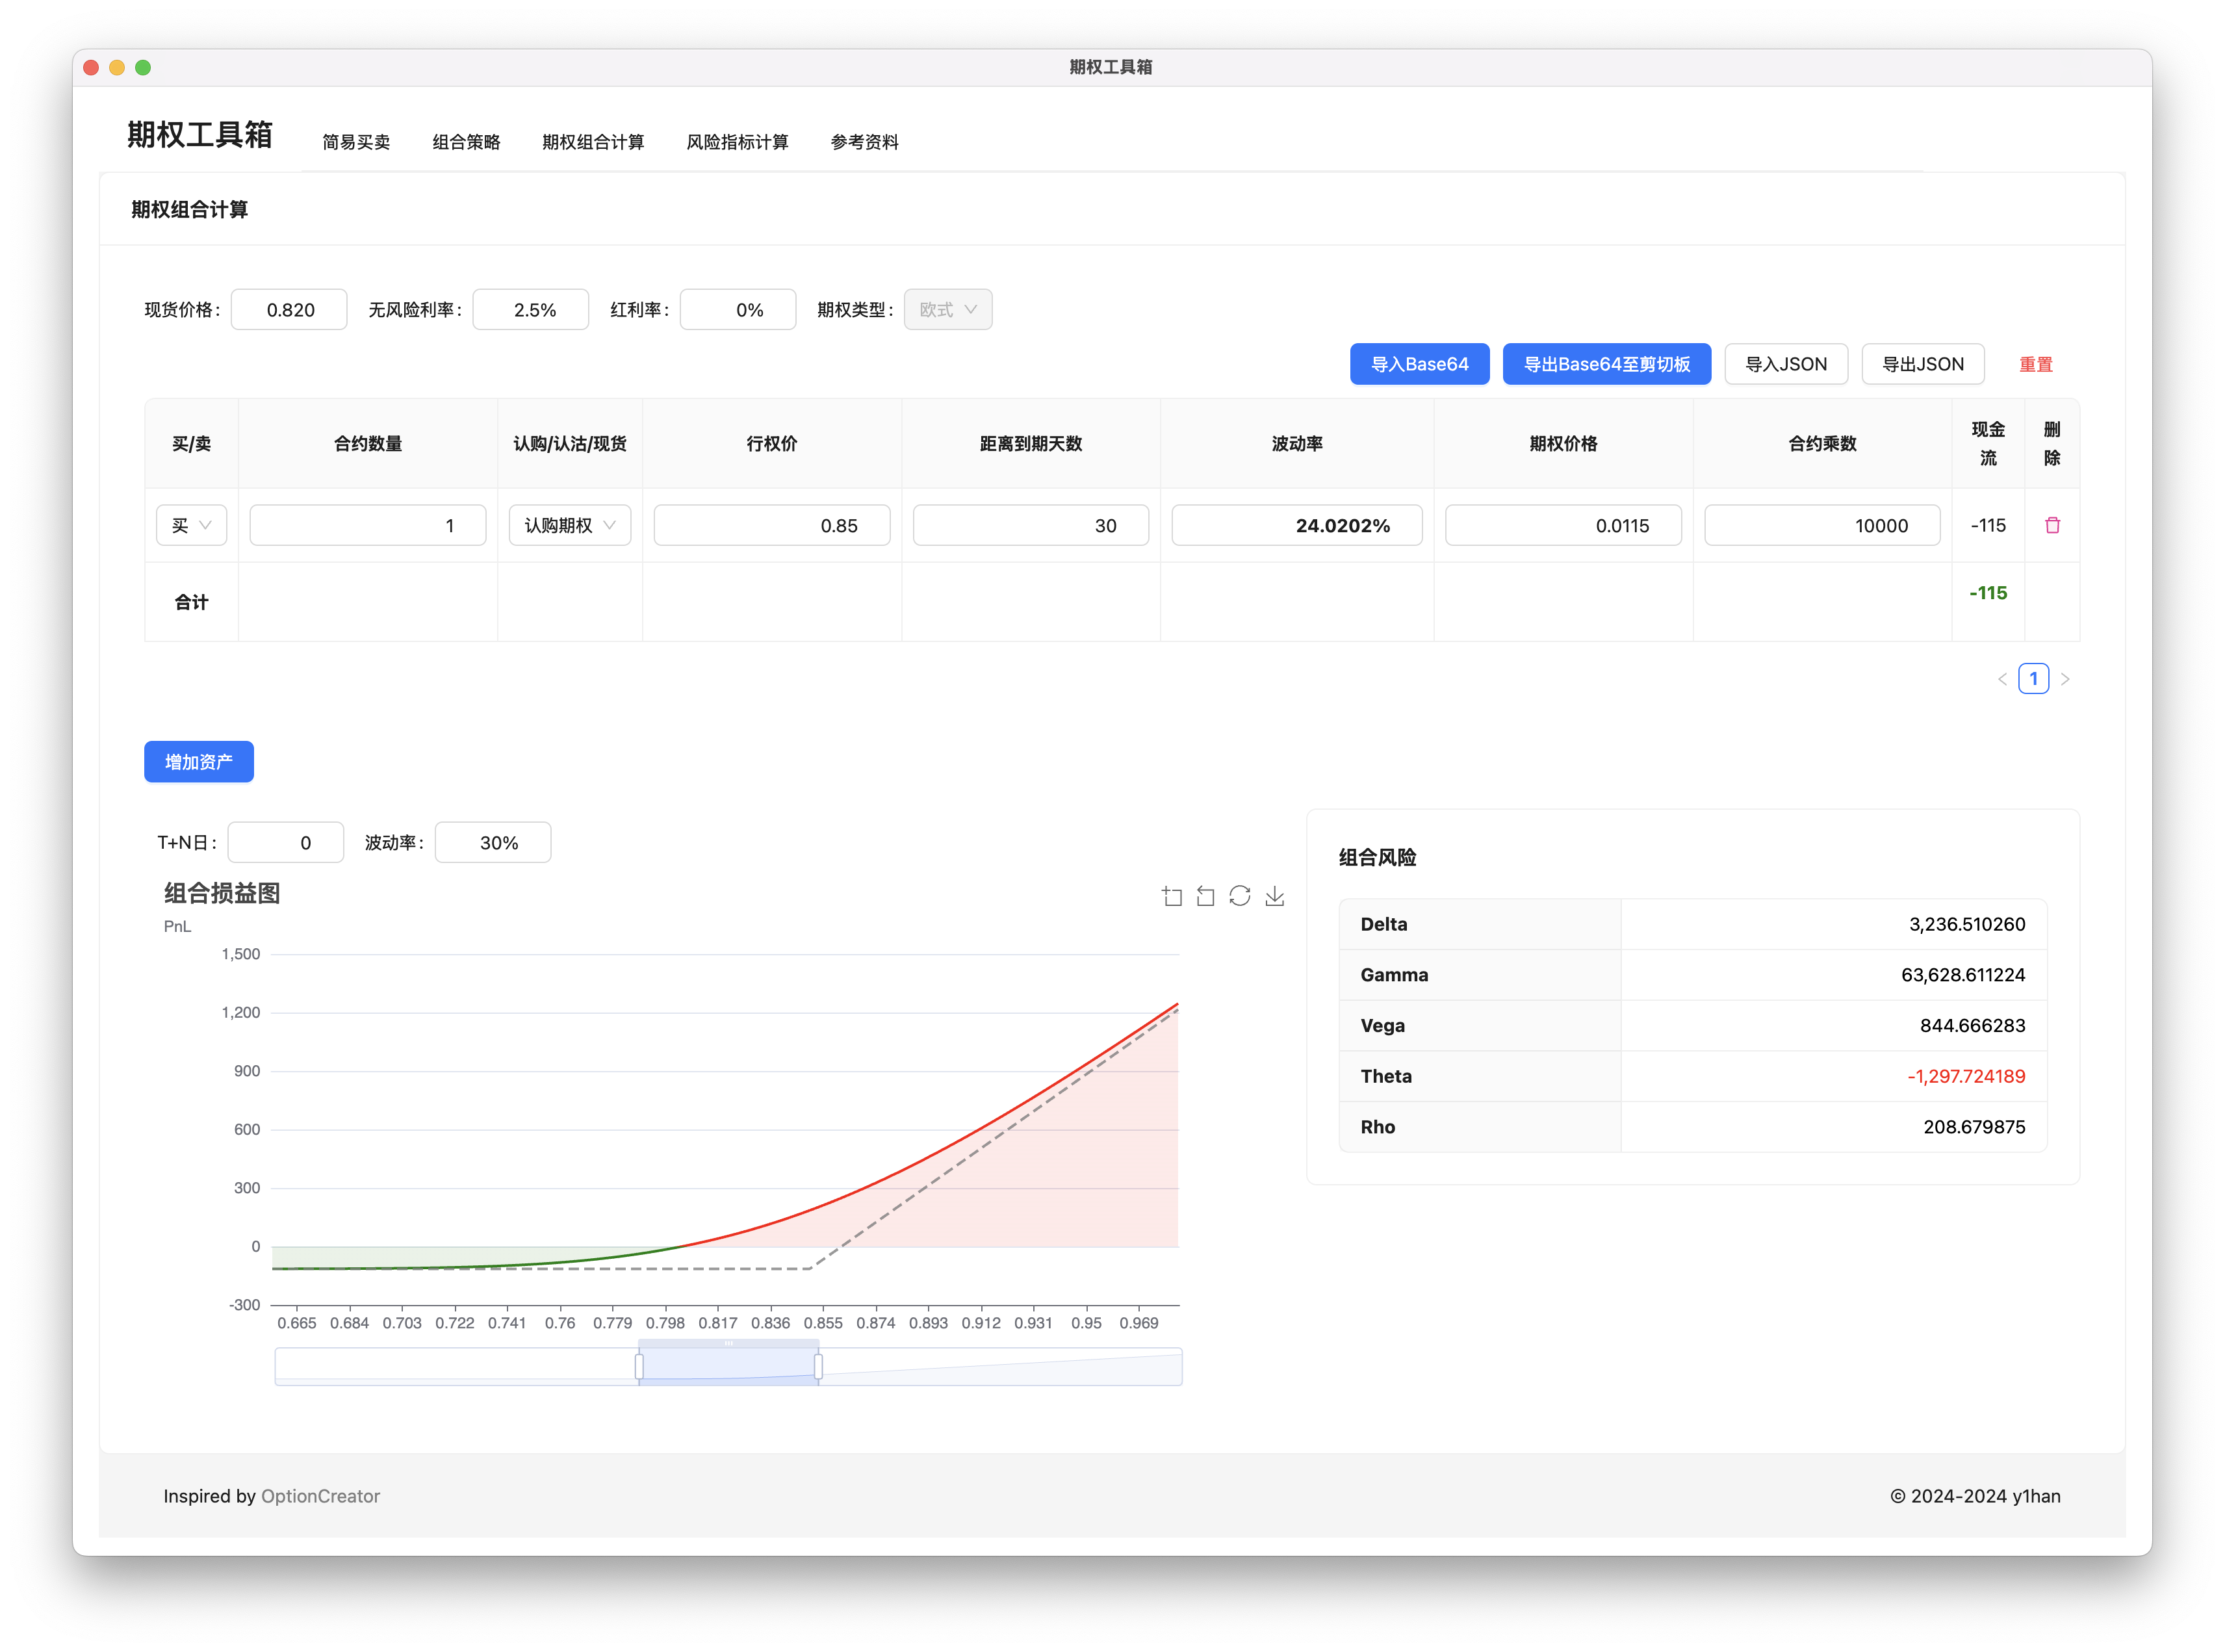 期权工具箱
期权工具箱 简易买卖 组合策略 期权组合计算 风险指标计算 参考资料
期权组合计算
现货价格: 0.820 无风险利率: 2.5% 红利率: 0% 期权类型: 欧式
导入Base64 导出Base64至剪切板 导入JSON 导出JSON 重置
买/卖 合约数量 认购/认沽/现货 行权价 距离到期天数 波动率 期权价格 合约乘数 现金流 删除
买 1 认购期权 0.85 30 24.0202% 0.0115 10000 -115
合计 -115
1
增加资产
T+N日: 0 波动率: 30%
组合损益图
PnL
1,500
1,200
900
600
300
0
-300
0.665 0.684 0.703 0.722 0.741 0.76 0.779 0.798 0.817 0.836 0.855 0.874 0.893 0.912 0.931 0.95 0.969
组合风险
Delta 3,236.510260
Gamma 63,628.611224
Vega 844.666283
Theta -1,297.724189
Rho 208.679875
Inspired by OptionCreator
© 2024-2024 y1han